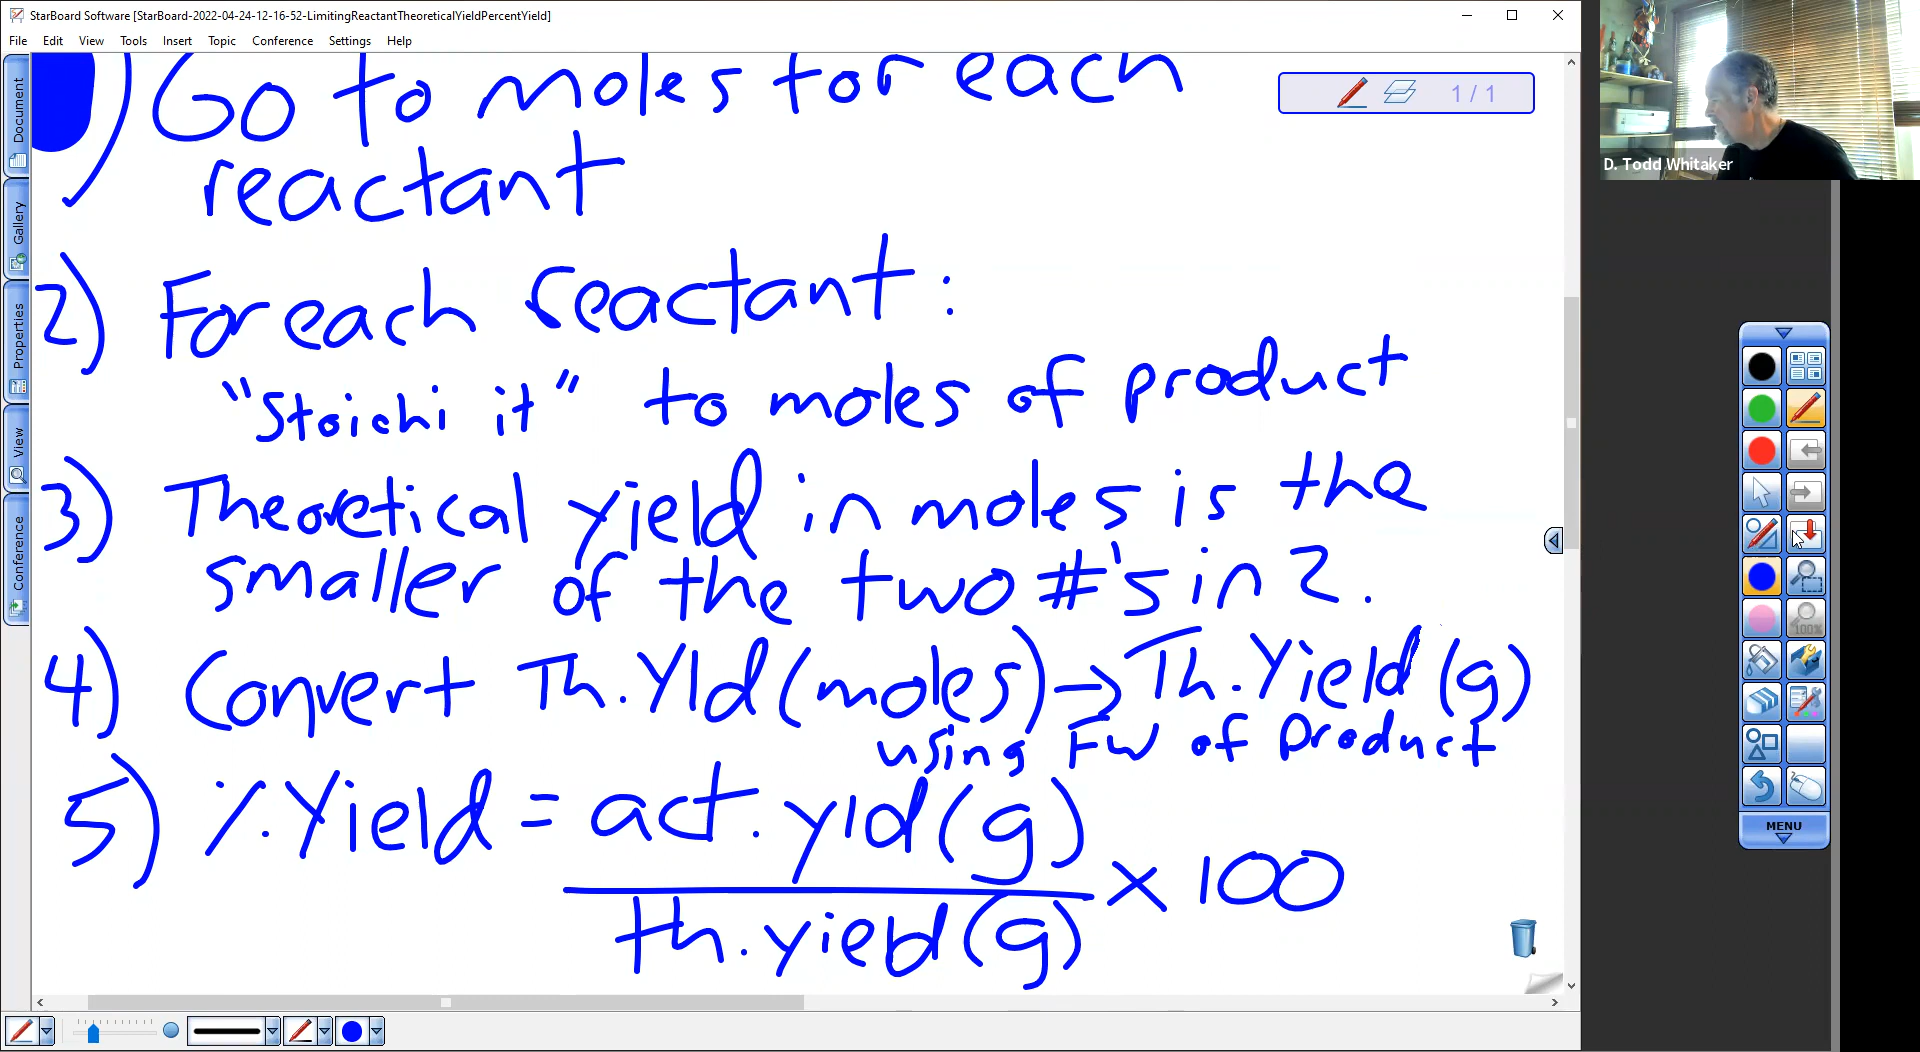 StarBoard Software [StarBoard-2022-04-24-12-16-52-LimitingReactantTheoreticalYieldPercentYield]
File Edit View Tools Insert Topic Conference Settings Help
D. Todd Whitaker
Document
Gallery
Properties
View
Conference
1 / 1
) Go to moles for each
reactant
2) For each reactant:
"Stoichi it" to moles of product
3) Theoretical yield in moles is the
smaller of the two #'s in 2.
4) Convert Th. Yld (moles) → Th. Yield (g)
using FW of Product
5) % Yield = act. yld (g)
th. yield (g)
x 100
100%
MENU